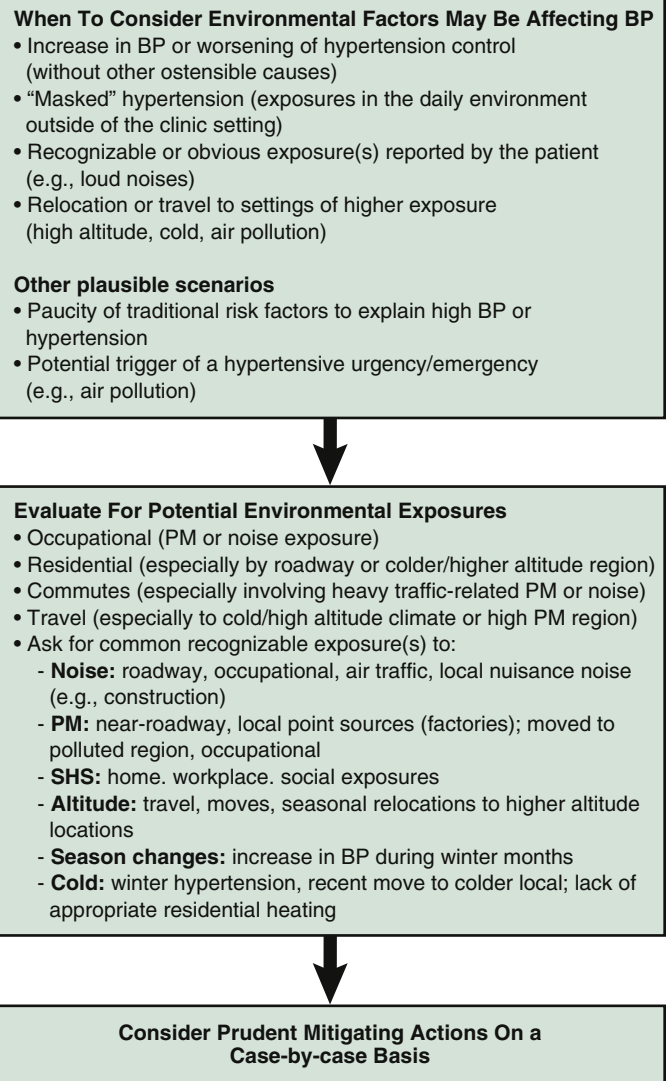 When To Consider Environmental Factors May Be Affecting BP
• Increase in BP or worsening of hypertension control
(without other ostensible causes)
• “Masked” hypertension (exposures in the daily environment
outside of the clinic setting)
• Recognizable or obvious exposure(s) reported by the patient
(e.g., loud noises)
• Relocation or travel to settings of higher exposure
(high altitude, cold, air pollution)
Other plausible scenarios
• Paucity of traditional risk factors to explain high BP or
hypertension
• Potential trigger of a hypertensive urgency/emergency
(e.g., air pollution)
Evaluate For Potential Environmental Exposures
• Occupational (PM or noise exposure)
• Residential (especially by roadway or colder/higher altitude region)
• Commutes (especially involving heavy traffic-related PM or noise)
• Travel (especially to cold/high altitude climate or high PM region)
• Ask for common recognizable exposure(s) to:
- Noise: roadway, occupational, air traffic, local nuisance noise
(e.g., construction)
- PM: near-roadway, local point sources (factories); moved to
polluted region, occupational
- SHS: home. workplace. social exposures
- Altitude: travel, moves, seasonal relocations to higher altitude
locations
- Season changes: increase in BP during winter months
- Cold: winter hypertension, recent move to colder local; lack of
appropriate residential heating
Consider Prudent Mitigating Actions On a
Case-by-case Basis